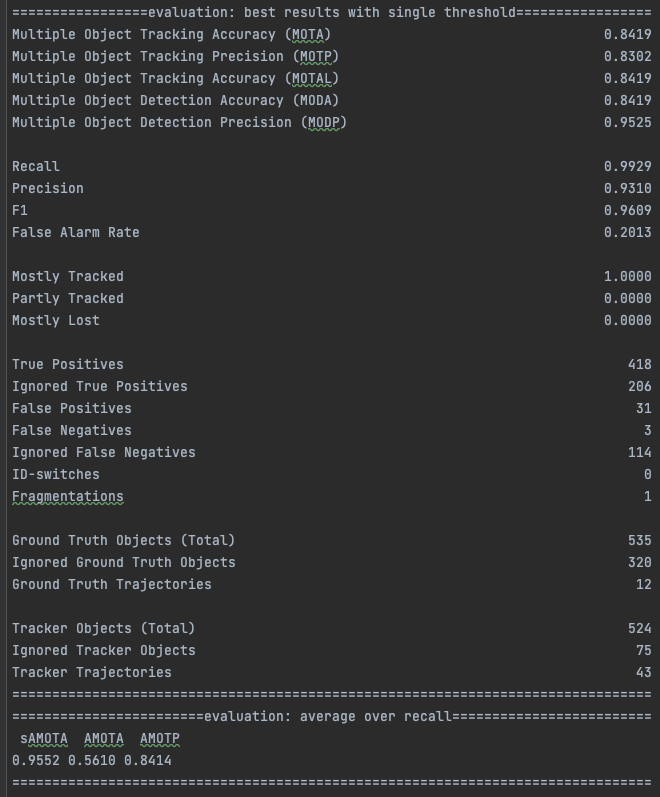 =================evaluation: best results with single threshold=================
Multiple Object Tracking Accuracy (MOTA) 0.8419
Multiple Object Tracking Precision (MOTP) 0.8302
Multiple Object Tracking Accuracy (MOTAL) 0.8419
Multiple Object Detection Accuracy (MODA) 0.8419
Multiple Object Detection Precision (MODP) 0.9525
Recall 0.9929
Precision 0.9310
F1 0.9609
False Alarm Rate 0.2013
Mostly Tracked 1.0000
Partly Tracked 0.0000
Mostly Lost 0.0000
True Positives 418
Ignored True Positives 206
False Positives 31
False Negatives 3
Ignored False Negatives 114
ID-switches 0
Fragmentations 1
Ground Truth Objects (Total) 535
Ignored Ground Truth Objects 320
Ground Truth Trajectories 12
Tracker Objects (Total) 524
Ignored Tracker Objects 75
Tracker Trajectories 43
================================================================================
========================evaluation: average over recall=========================
sAMOTA AMOTA AMOTP
0.9552 0.5610 0.8414
================================================================================